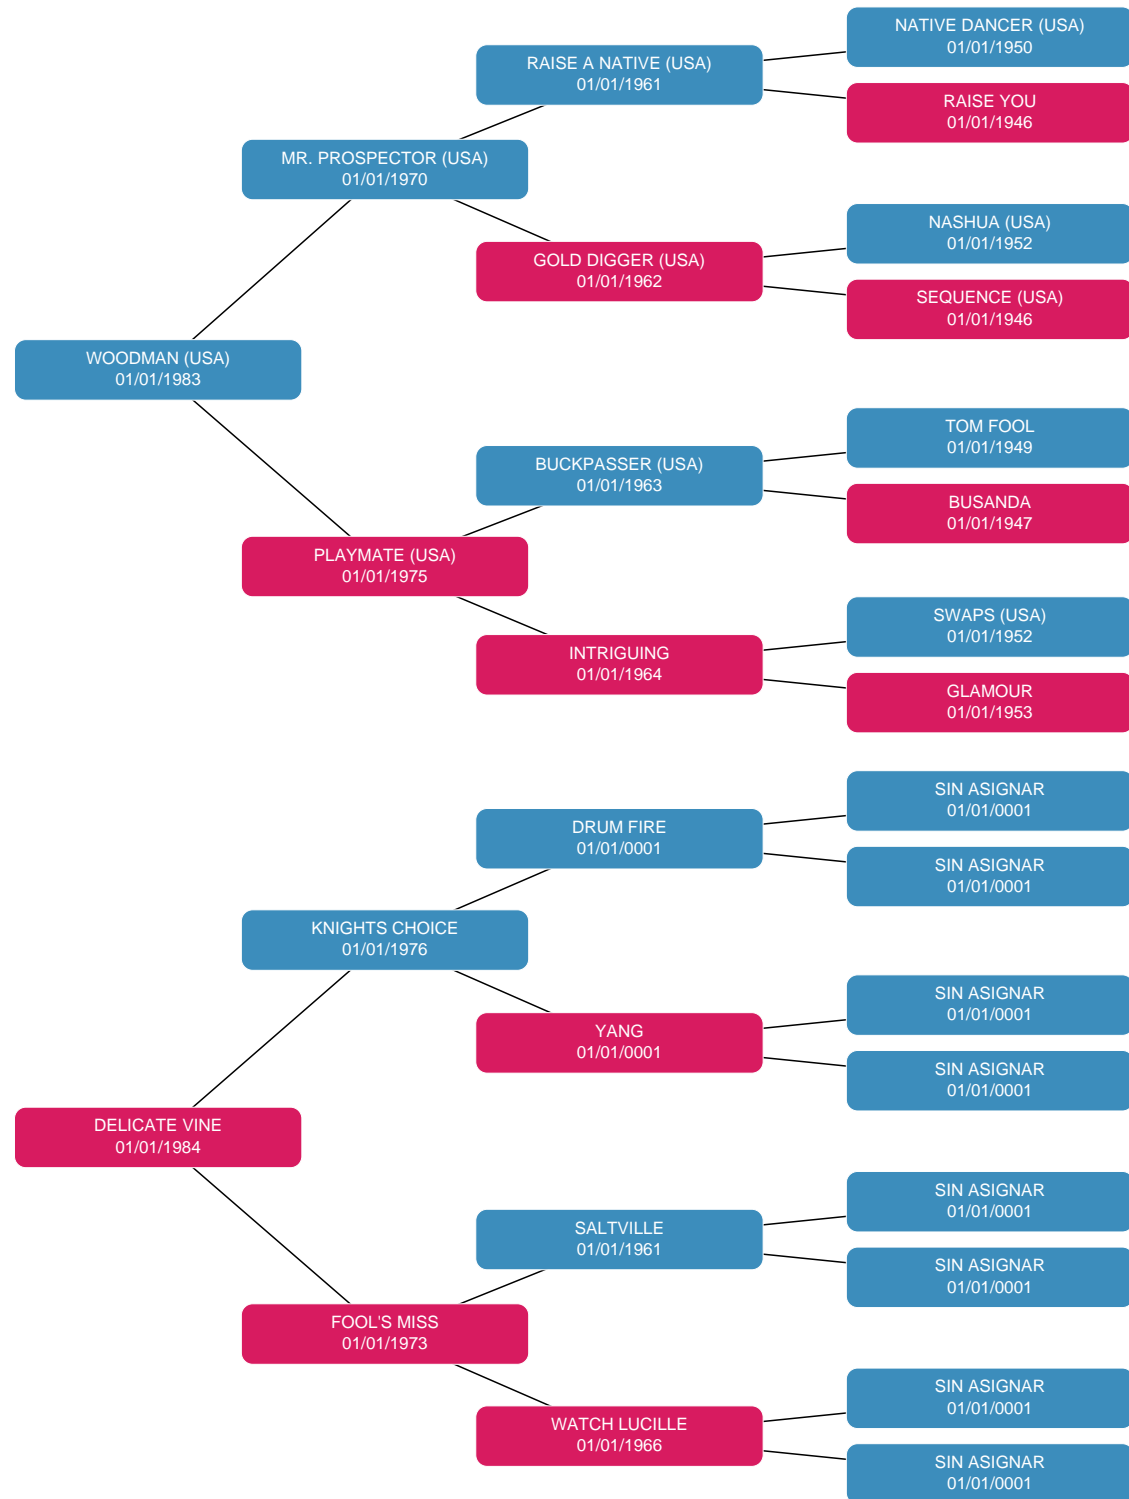 NATIVE DANCER (USA)
01/01/1950
RAISE A NATIVE (USA)
01/01/1961
RAISE YOU
01/01/1946
MR. PROSPECTOR (USA)
01/01/1970
NASHUA (USA)
01/01/1952
GOLD DIGGER (USA)
01/01/1962
SEQUENCE (USA)
01/01/1946
WOODMAN (USA)
01/01/1983
TOM FOOL
01/01/1949
BUCKPASSER (USA)
01/01/1963
BUSANDA
01/01/1947
PLAYMATE (USA)
01/01/1975
SWAPS (USA)
01/01/1952
INTRIGUING
01/01/1964
GLAMOUR
01/01/1953
SIN ASIGNAR
01/01/0001
DRUM FIRE
01/01/0001
SIN ASIGNAR
01/01/0001
KNIGHTS CHOICE
01/01/1976
SIN ASIGNAR
01/01/0001
YANG
01/01/0001
SIN ASIGNAR
01/01/0001
DELICATE VINE
01/01/1984
SIN ASIGNAR
01/01/0001
SALTVILLE
01/01/1961
SIN ASIGNAR
01/01/0001
FOOL'S MISS
01/01/1973
SIN ASIGNAR
01/01/0001
WATCH LUCILLE
01/01/1966
SIN ASIGNAR
01/01/0001